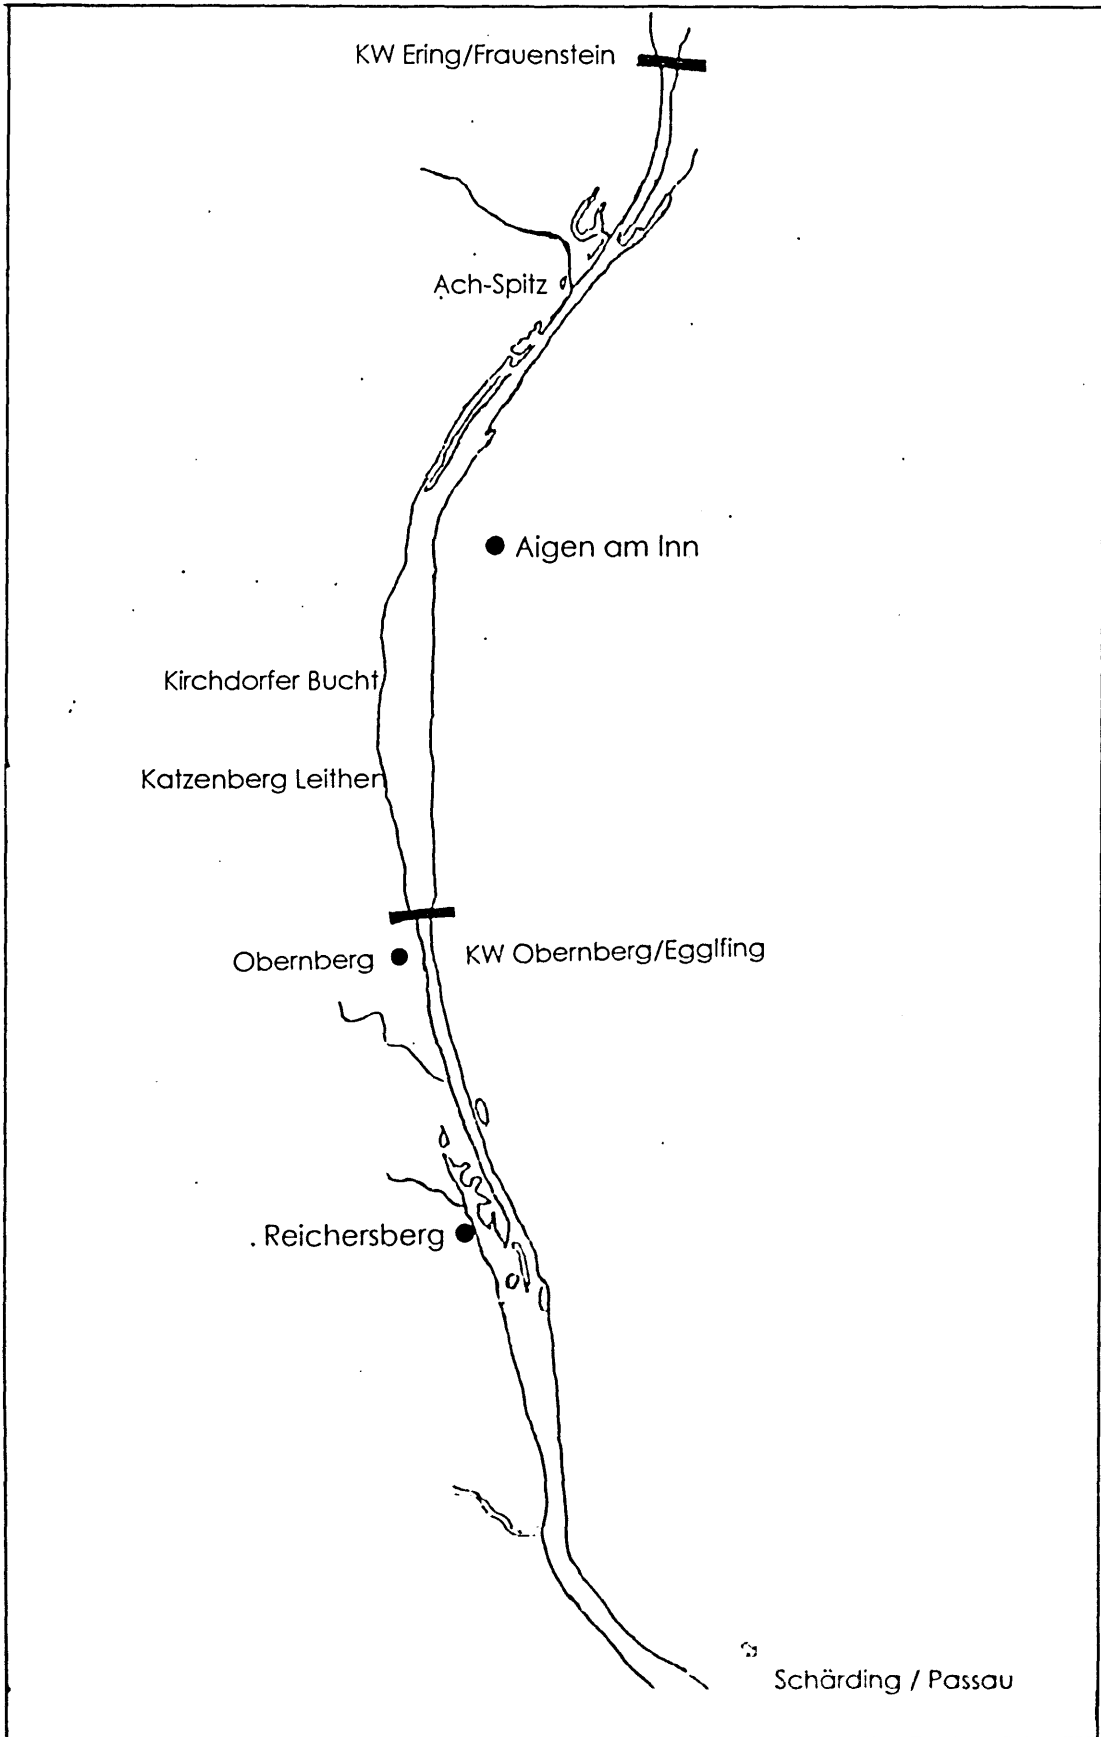 KW Ering/Frauenstein
Ach-Spitz
Aigen am Inn
Kirchdorfer Bucht
Katzenberg Leithen
Obernberg
KW Obernberg/Egglfing
Reichersberg
Schärding / Passau